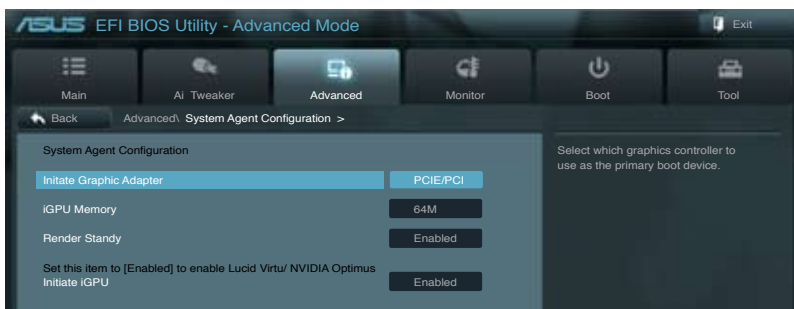 ASUS EFI BIOS Utility - Advanced Mode
Exit
Main
Ai Tweaker
Advanced
Monitor
Boot
Tool
Back
Advanced\ System Agent Configuration >
System Agent Configuration
Select which graphics controller to
use as the primary boot device.
Initate Graphic Adapter PCIE/PCI
iGPU Memory 64M
Render Standy Enabled
Set this item to [Enabled] to enable Lucid Virtu/ NVIDIA Optimus
Initiate iGPU Enabled